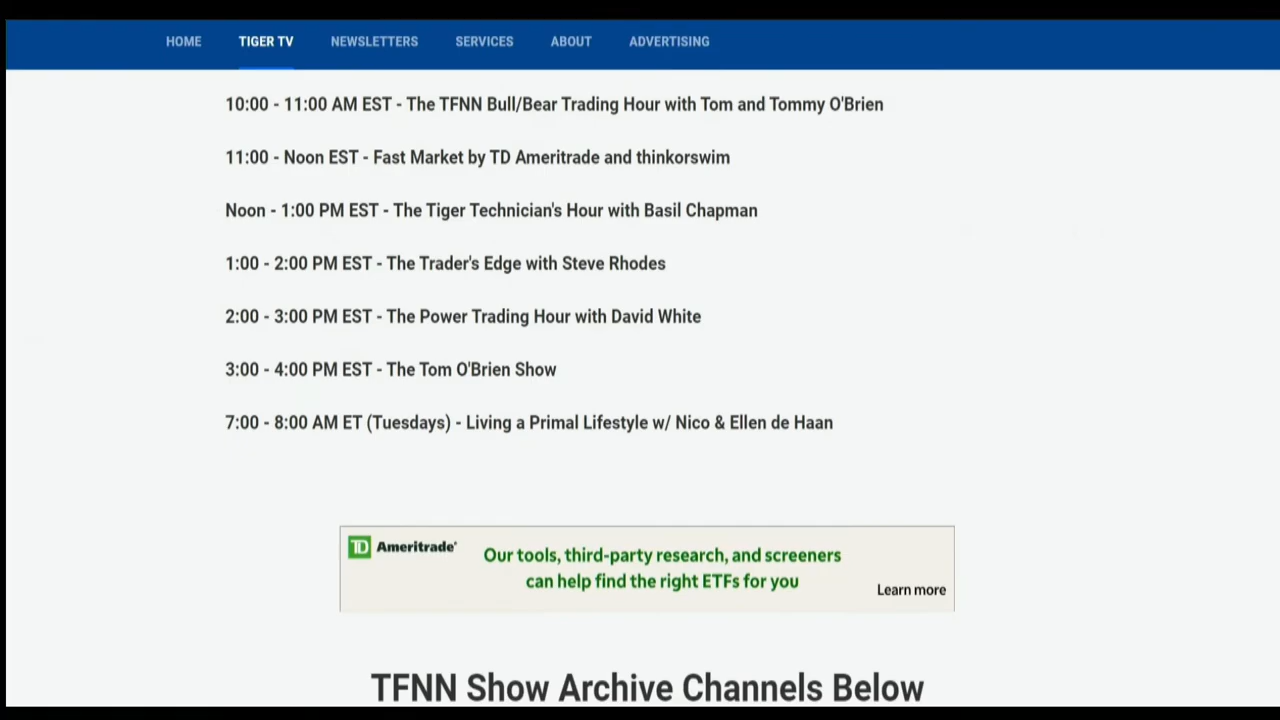 HOME TIGER TV NEWSLETTERS SERVICES ABOUT ADVERTISING
10:00 - 11:00 AM EST - The TFNN Bull/Bear Trading Hour with Tom and Tommy O'Brien
11:00 - Noon EST - Fast Market by TD Ameritrade and thinkorswim
Noon - 1:00 PM EST - The Tiger Technician's Hour with Basil Chapman
1:00 - 2:00 PM EST - The Trader's Edge with Steve Rhodes
2:00 - 3:00 PM EST - The Power Trading Hour with David White
3:00 - 4:00 PM EST - The Tom O'Brien Show
7:00 - 8:00 AM ET (Tuesdays) - Living a Primal Lifestyle w/ Nico & Ellen de Haan
TD Ameritrade
Our tools, third-party research, and screeners
can help find the right ETFs for you
Learn more
TFNN Show Archive Channels Below